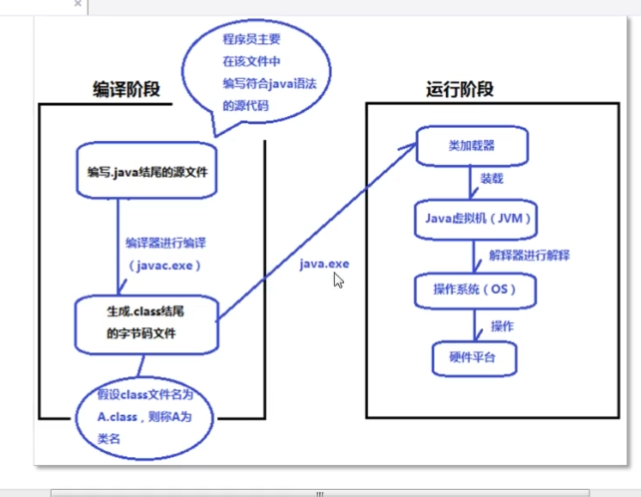 程序员主要
在该文件中
编写符合java语法
的源代码
编译阶段
编写.java结尾的源文件
编译器进行编译
（javac.exe）
生成.class结尾
的字节码文件
假设class文件名为
A.class，则称A为
类名
java.exe
运行阶段
类加载器
装载
Java虚拟机（JVM）
解释器进行解释
操作系统（OS）
操作
硬件平台